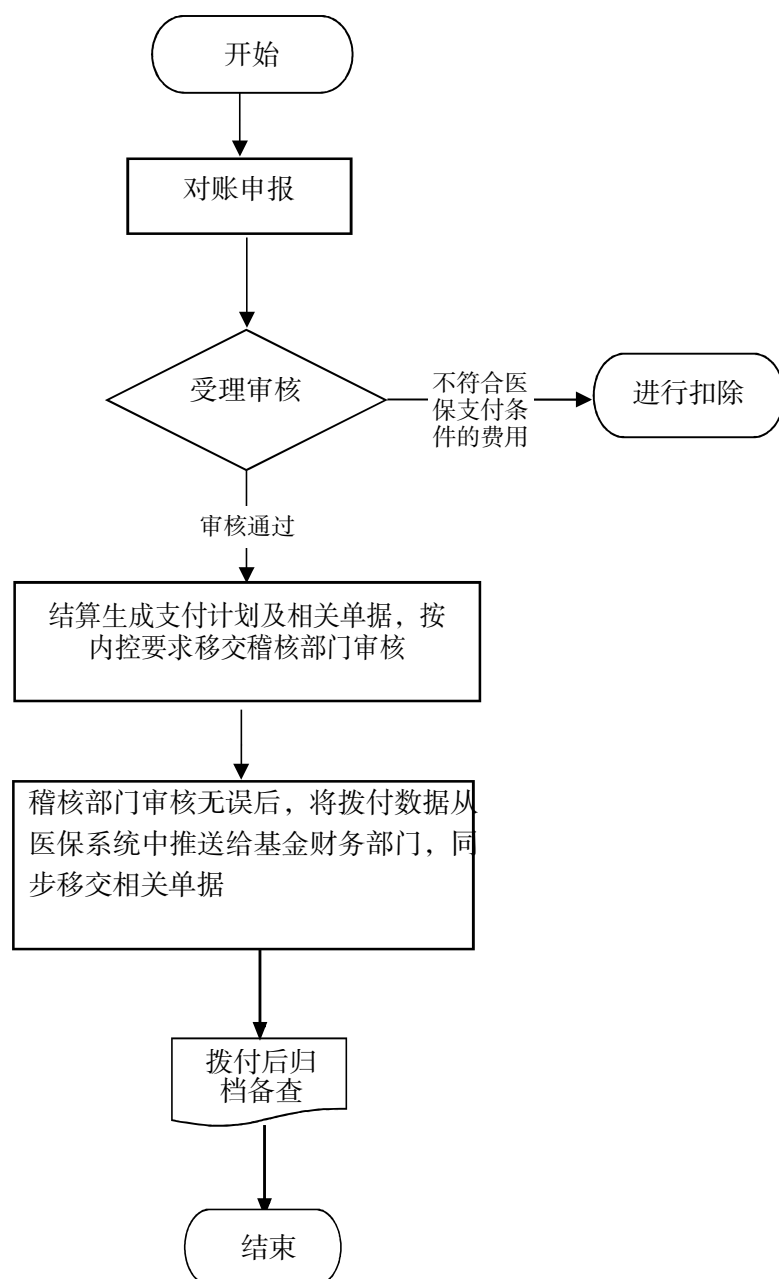 开始
对账申报
受理审核
不符合医
保支付条
件的费用
进行扣除
审核通过
结算生成支付计划及相关单据，按
内控要求移交稽核部门审核
稽核部门审核无误后，将拨付数据从
医保系统中推送给基金财务部门，同
步移交相关单据
拨付后归
档备查
结束